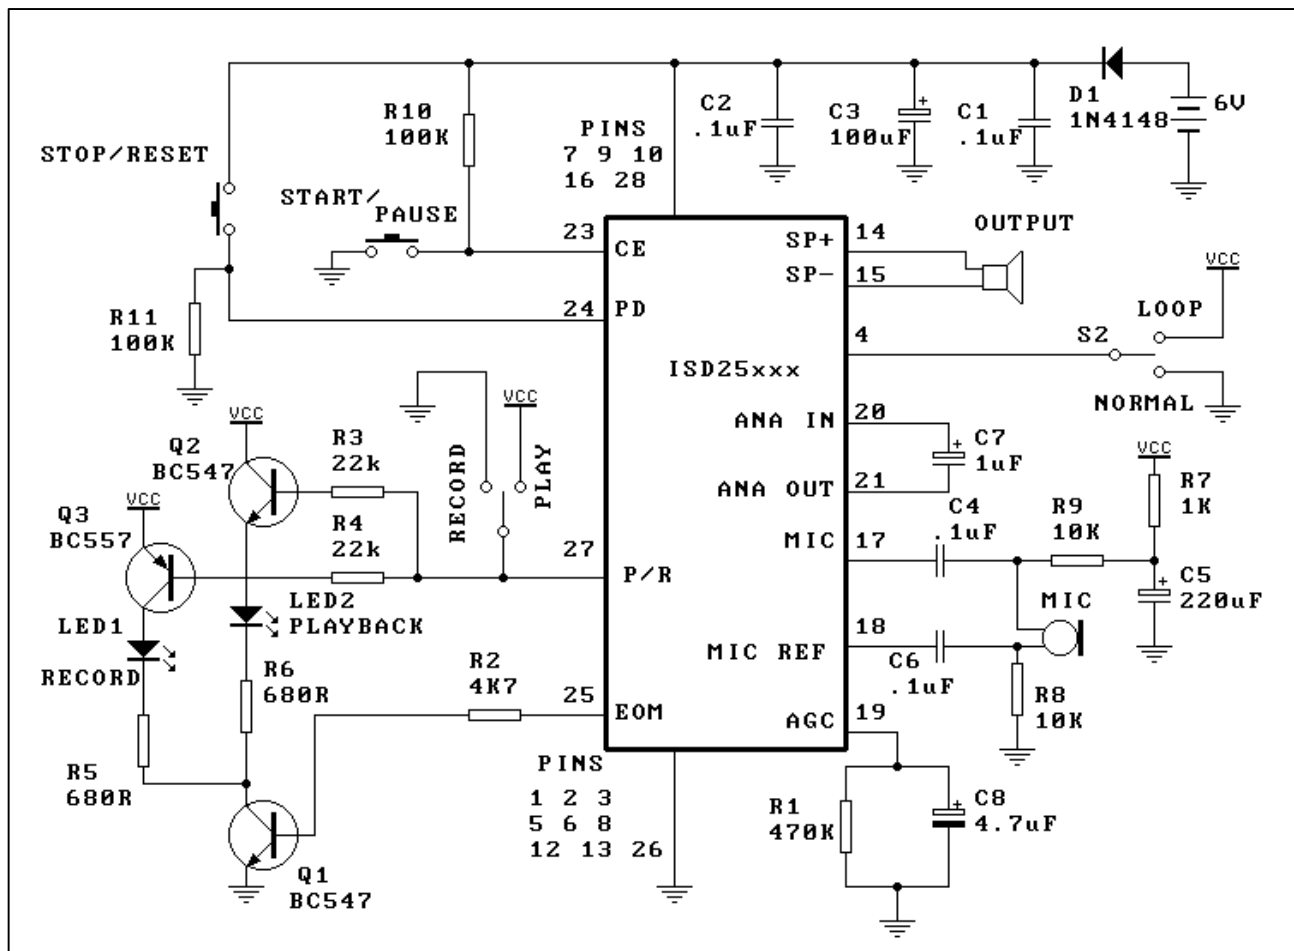 STOP/RESET
R10
100K
START/
PAUSE
PINS
7 9 10
16 28
C2
.1uF
C3
+
100uF
C1
.1uF
D1
1N4148
6V
R11
100K
23
CE
24
PD
SP+
14
SP-
15
OUTPUT
VCC
LOOP
4
S2
NORMAL
ISD25xxx
ANA IN
20
+
C7
1uF
ANA OUT
21
VCC
Q2
BC547
R3
22k
RECORD
VCC
PLAY
VCC
Q3
BC557
R4
22k
27
P/R
MIC
17
C4
.1uF
R9
10K
VCC
R7
1K
+
C5
220uF
MIC
LED1
RECORD
LED2
PLAYBACK
R6
680R
R2
4K7
25
EOM
MIC REF
18
C6
.1uF
R8
10K
AGC
19
R5
680R
Q1
BC547
PINS
1 2 3
5 6 8
12 13 26
R1
470K
+
C8
4.7uF